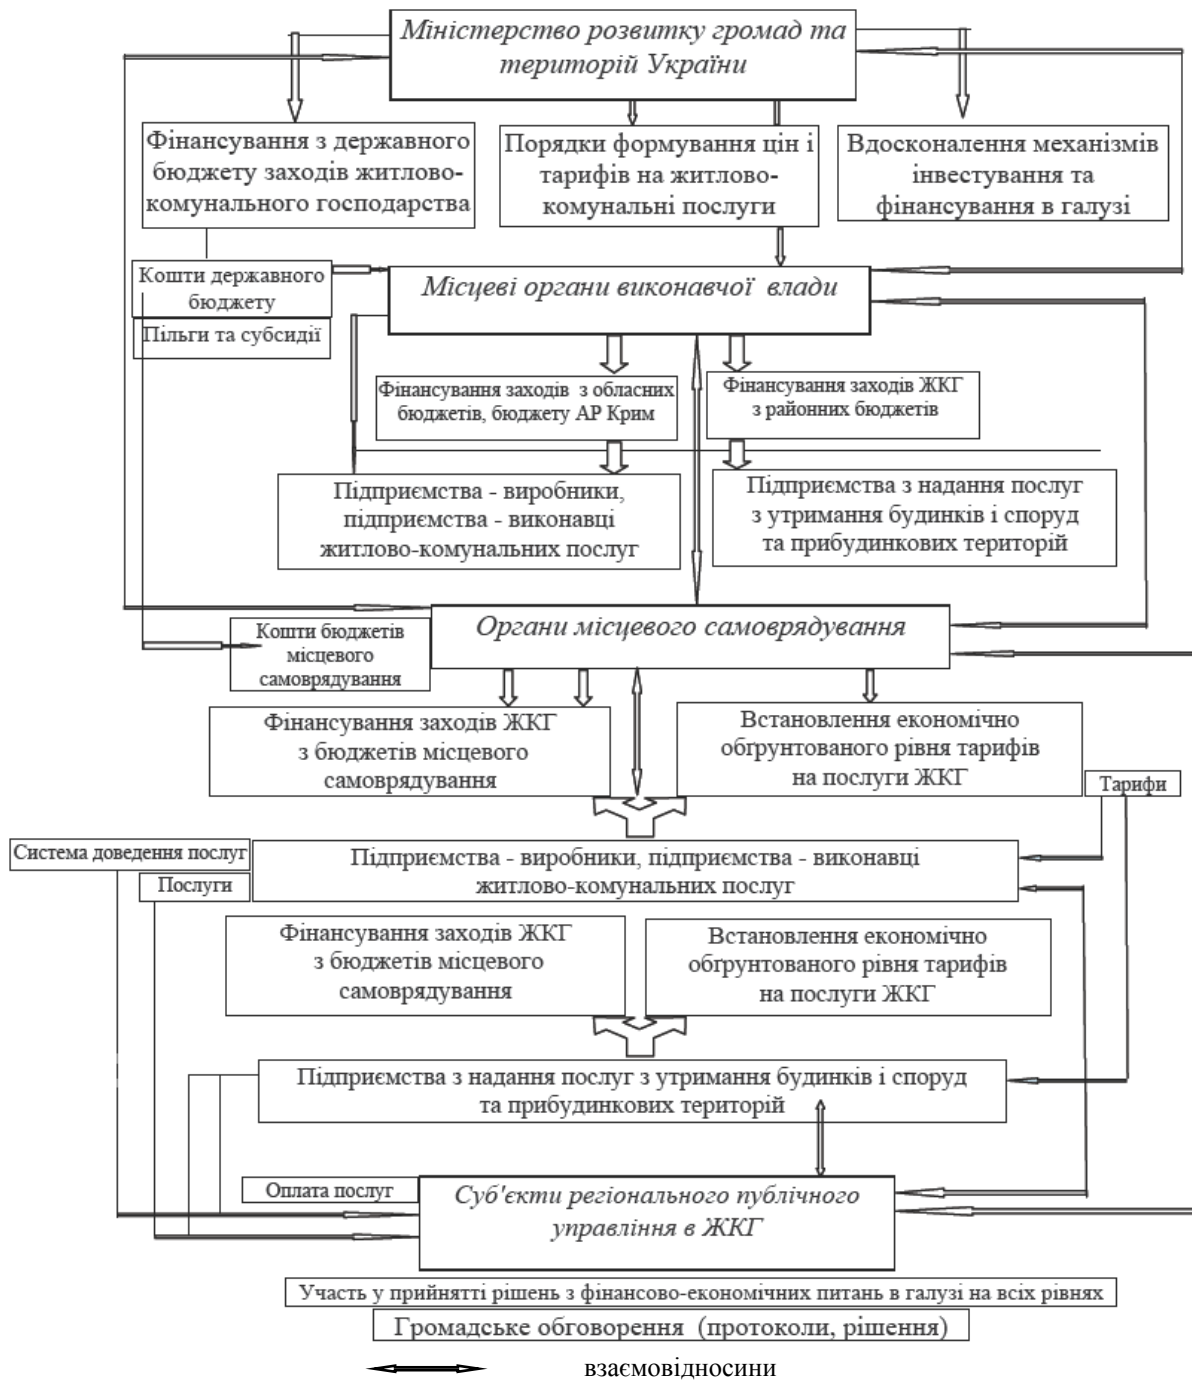 Міністерство розвитку громад та
територій України
Фінансування з державного
бюджету заходів житлово-
комунального господарства
Порядки формування цін і
тарифів на житлово-
комунальні послуги
Вдосконалення механізмів
інвестування та
фінансування в галузі
Кошти державного
бюджету
Пільги та субсидії
Місцеві органи виконавчої влади
Фінансування заходів з обласних
бюджетів, бюджету АР Крим
Фінансування заходів ЖКГ
з районних бюджетів
Підприємства - виробники,
підприємства - виконавці
житлово-комунальних послуг
Підприємства з надання послуг
з утримання будинків і споруд
та прибудинкових територій
Органи місцевого самоврядування
Кошти бюджетів
місцевого
самоврядування
Фінансування заходів ЖКГ
з бюджетів місцевого
самоврядування
Встановлення економічно
обґрунтованого рівня тарифів
на послуги ЖКГ
Тарифи
Система доведення послуг
Послуги
Підприємства - виробники, підприємства - виконавці
житлово-комунальних послуг
Фінансування заходів ЖКГ
з бюджетів місцевого
самоврядування
Встановлення економічно
обґрунтованого рівня тарифів
на послуги ЖКГ
Підприємства з надання послуг з утримання будинків і споруд
та прибудинкових територій
Оплата послуг
Суб'єкти регіонального публічного
управління в ЖКГ
Участь у прийнятті рішень з фінансово-економічних питань в галузі на всіх рівнях
Громадське обговорення (протоколи, рішення)
взаємовідносини